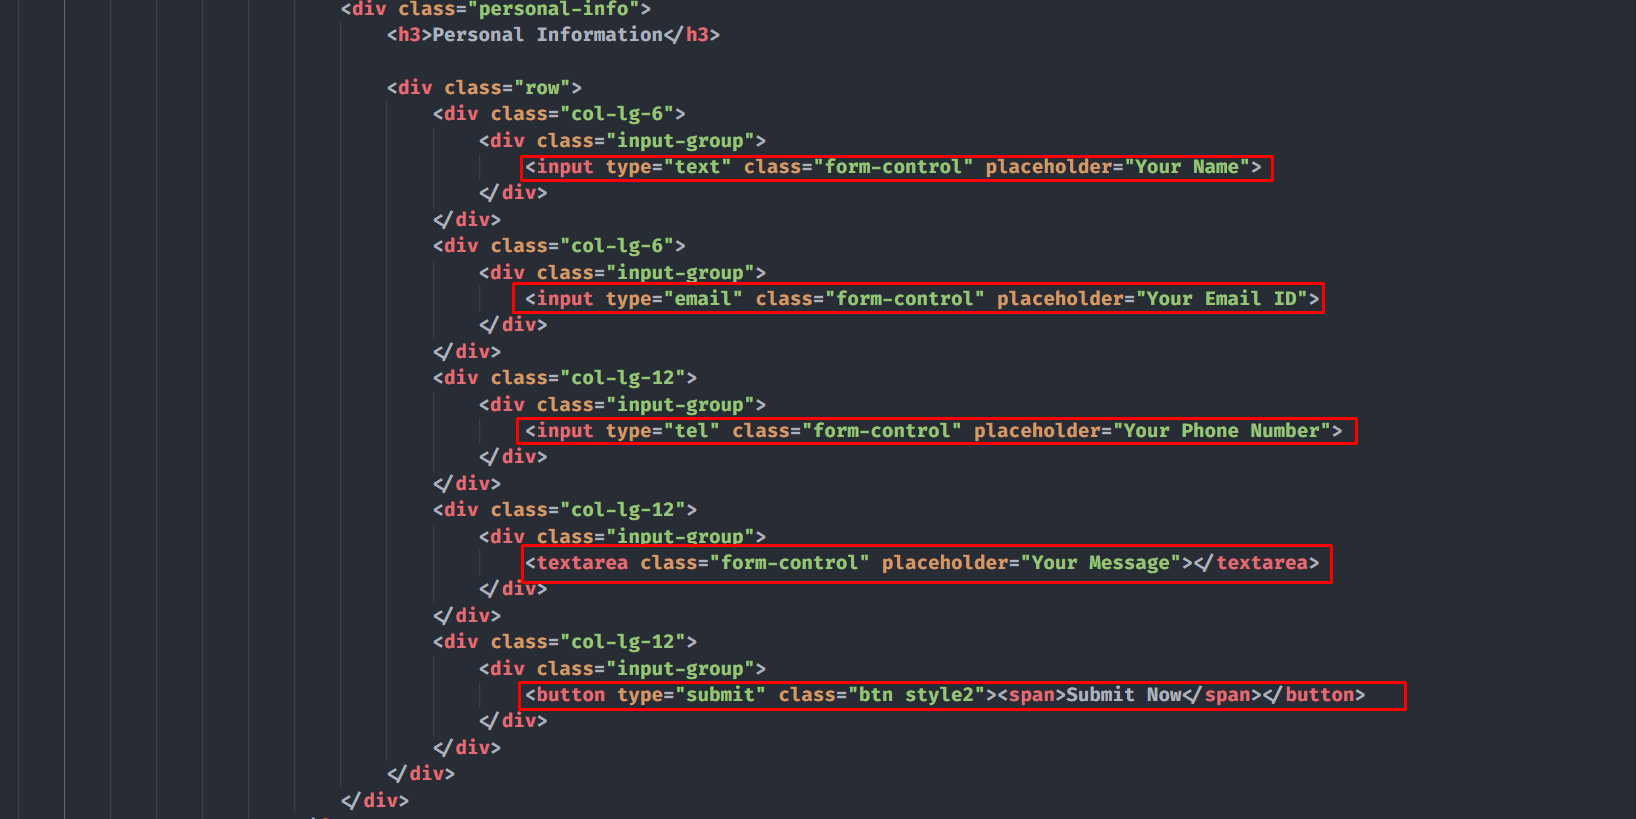 <div class="personal-info">
<h3>Personal Information</h3>
<div class="row">
<div class="col-lg-6">
<div class="input-group">
<input type="text" class="form-control" placeholder="Your Name">
</div>
</div>
<div class="col-lg-6">
<div class="input-group">
<input type="email" class="form-control" placeholder="Your Email ID">
</div>
</div>
<div class="col-lg-12">
<div class="input-group">
<input type="tel" class="form-control" placeholder="Your Phone Number">
</div>
</div>
<div class="col-lg-12">
<div class="input-group">
<textarea class="form-control" placeholder="Your Message"></textarea>
</div>
</div>
<div class="col-lg-12">
<div class="input-group">
<button type="submit" class="btn style2"><span>Submit Now</span></button>
</div>
</div>
</div>
</div>